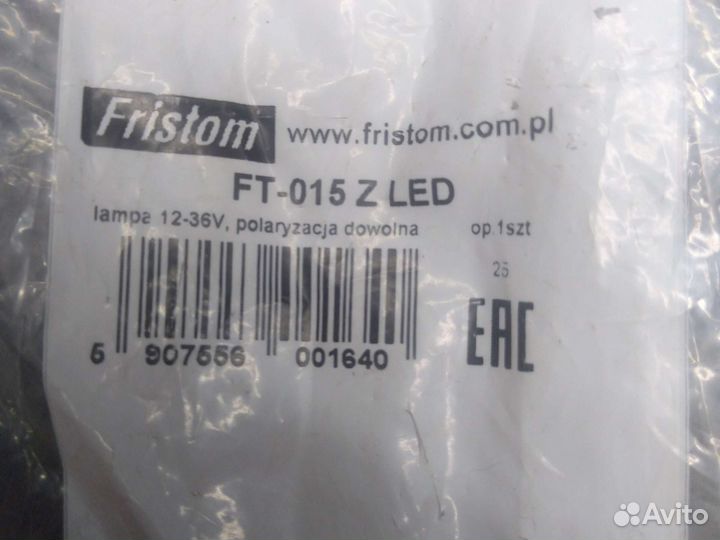 Fristom www.fristom.com.pl
FT-015 Z LED
lampa 12-36V, polaryzacja dowolna op.1szt
25
5 907556 001640
EAC
Avito